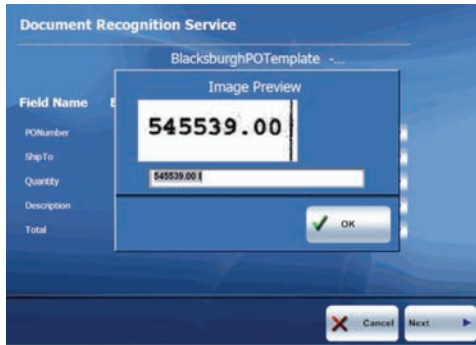 Document Recognition Service
BlacksburghPOTemplate -...
Image Preview
Field Name
545539.00
PONumber
545539.00 I
ShipTo
Quantity
Description
OK
Total
Cancel
Next